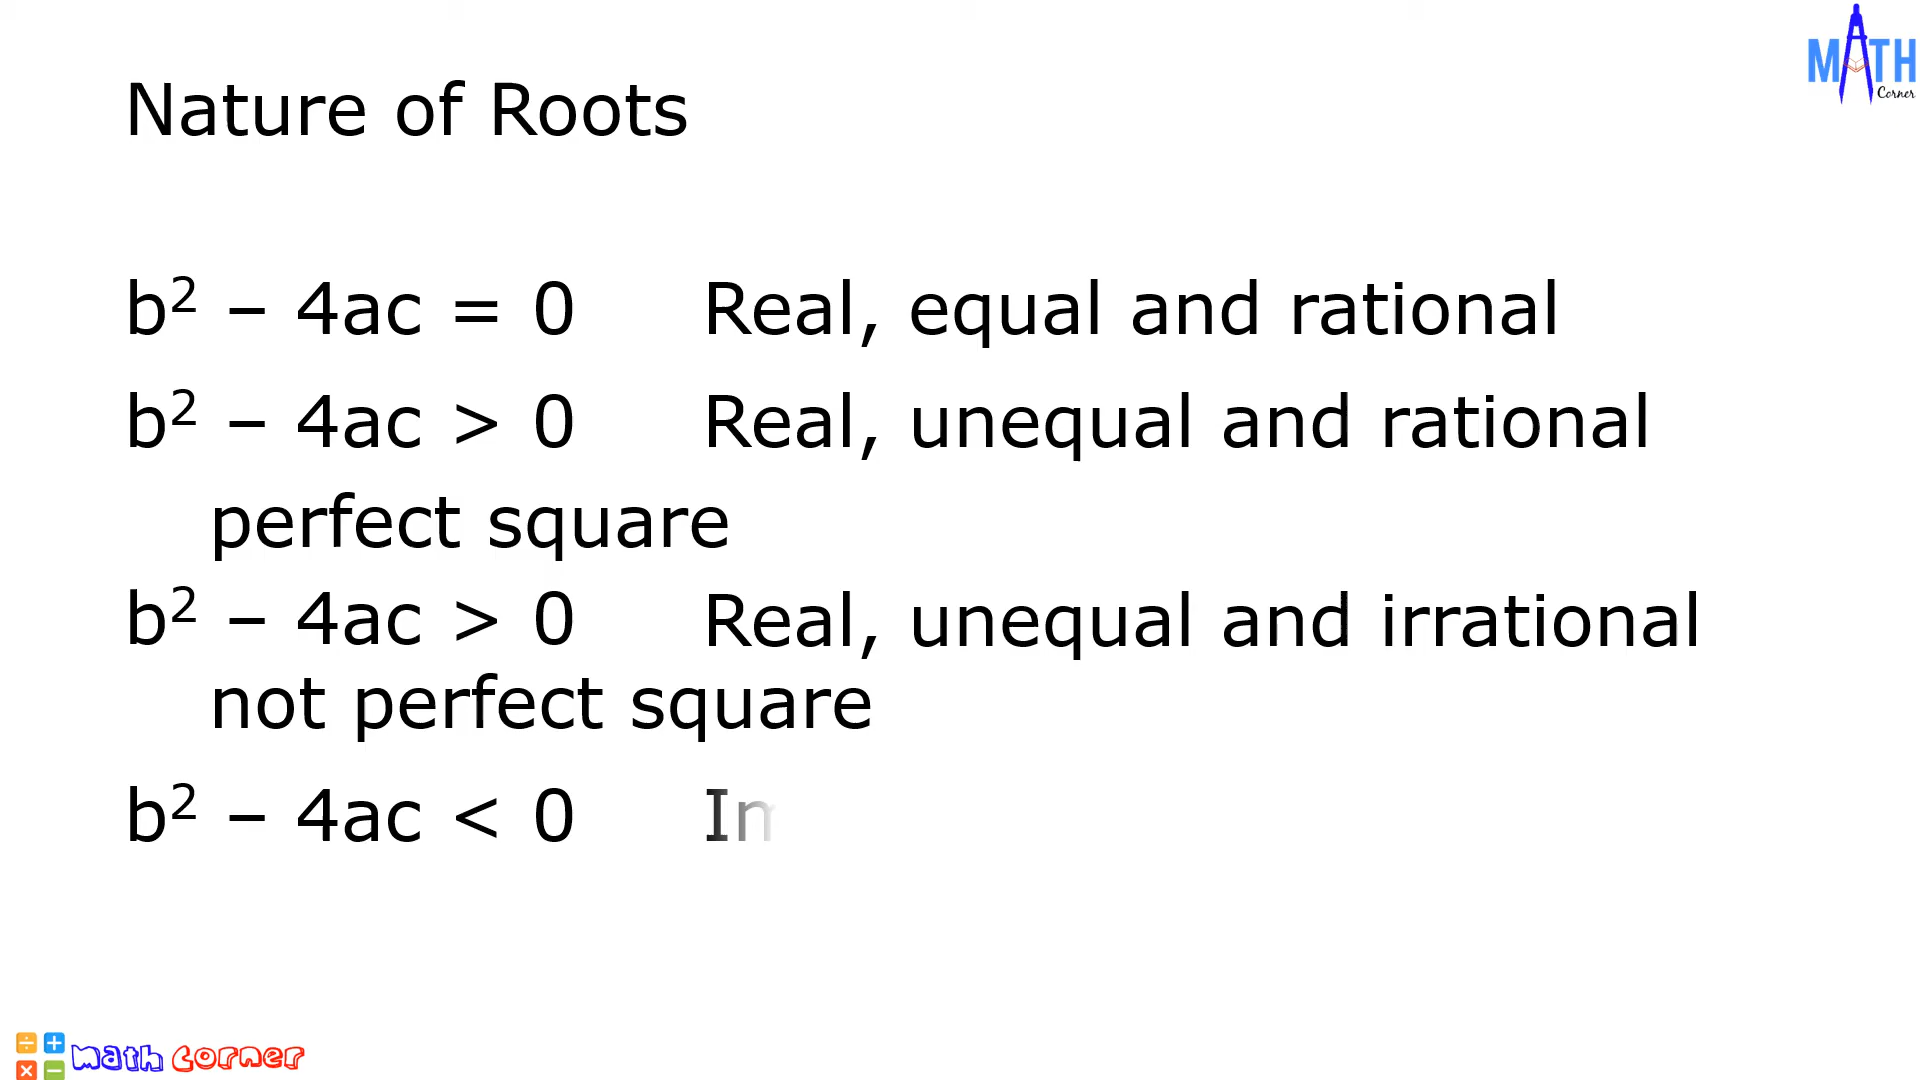 MATH
Corner
Nature of Roots
b² – 4ac = 0 Real, equal and rational
b² – 4ac > 0 Real, unequal and rational
perfect square
b² – 4ac > 0 Real, unequal and irrational
not perfect square
b² – 4ac < 0 Im
math corner